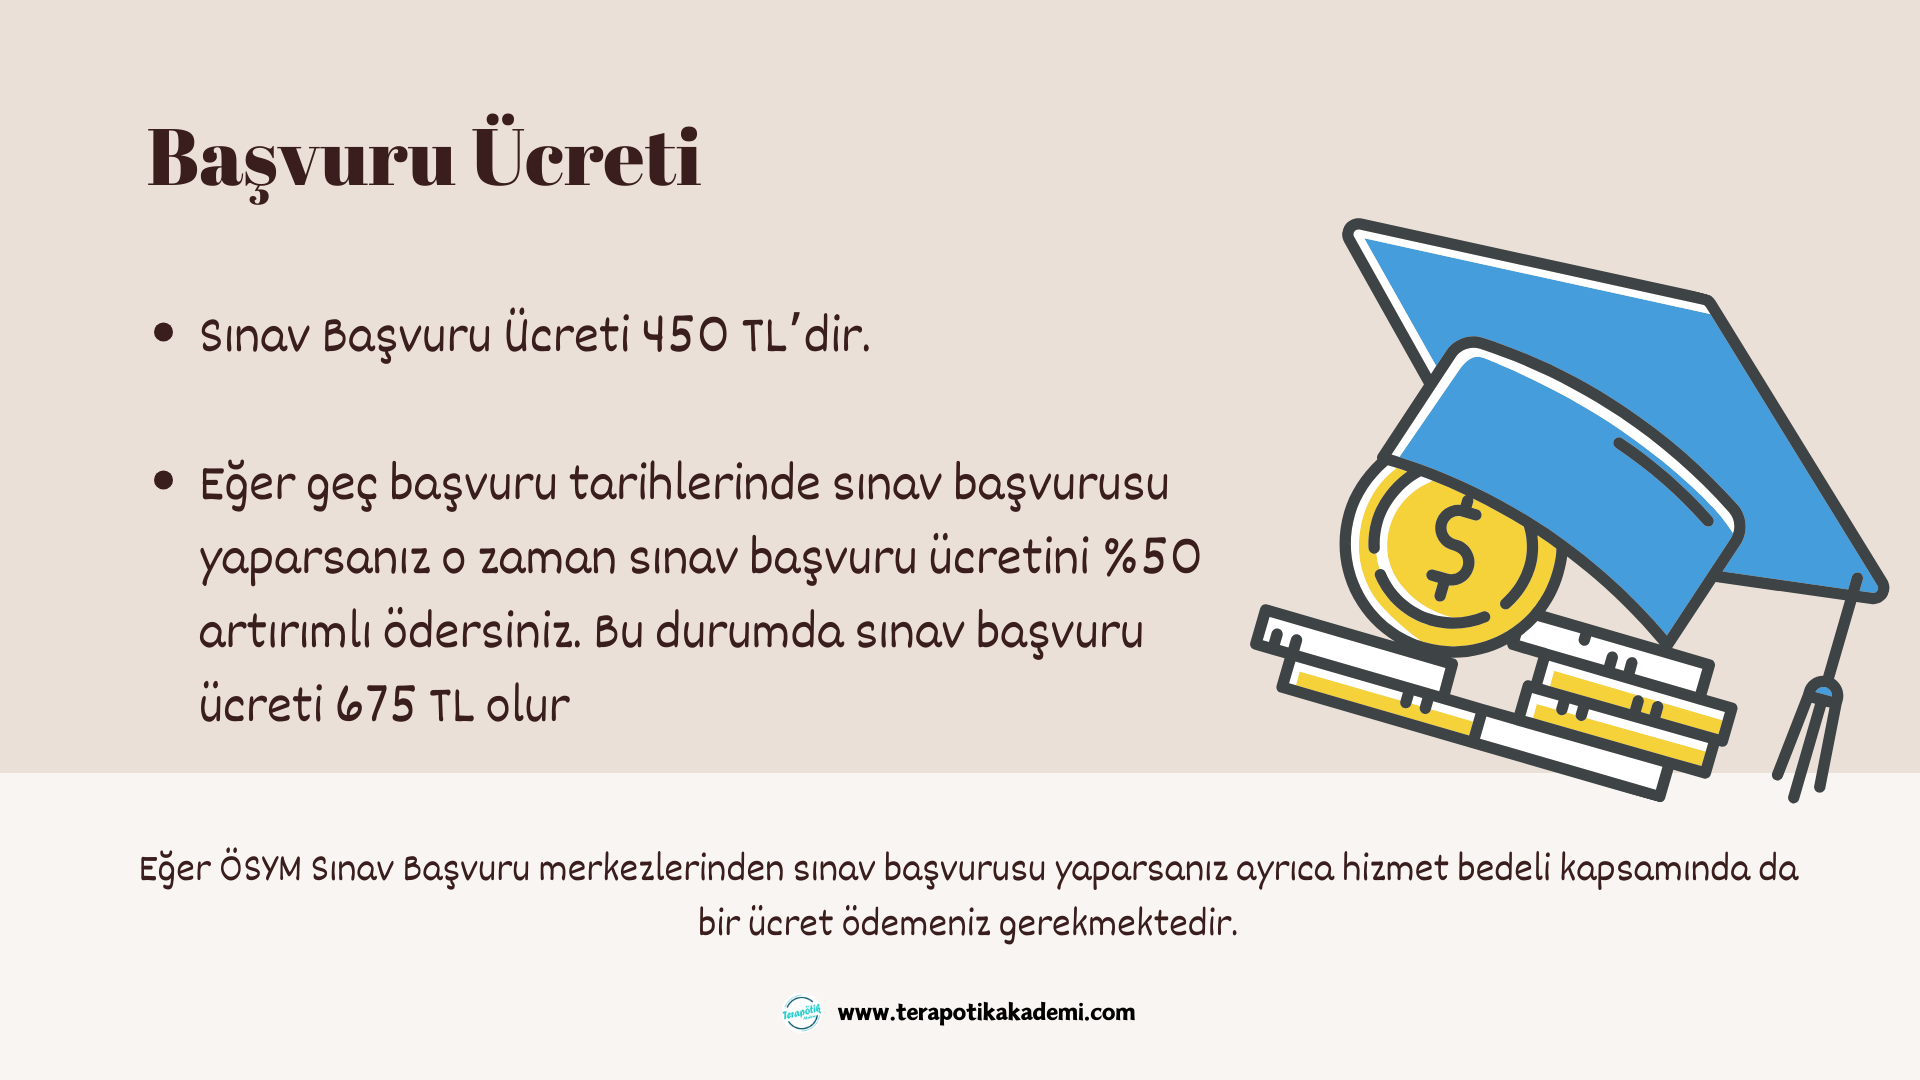 Başvuru Ücreti
• Sınav Başvuru Ücreti 450 TL'dir.
• Eğer geç başvuru tarihlerinde sınav başvurusu
yaparsanız o zaman sınav başvuru ücretini %50
artırımlı ödersiniz. Bu durumda sınav başvuru
ücreti 675 TL olur
$
Eğer ÖSYM Sınav Başvuru merkezlerinden sınav başvurusu yaparsanız ayrıca hizmet bedeli kapsamında da
bir ücret ödemeniz gerekmektedir.
Terapötik
www.terapotikakademi.com